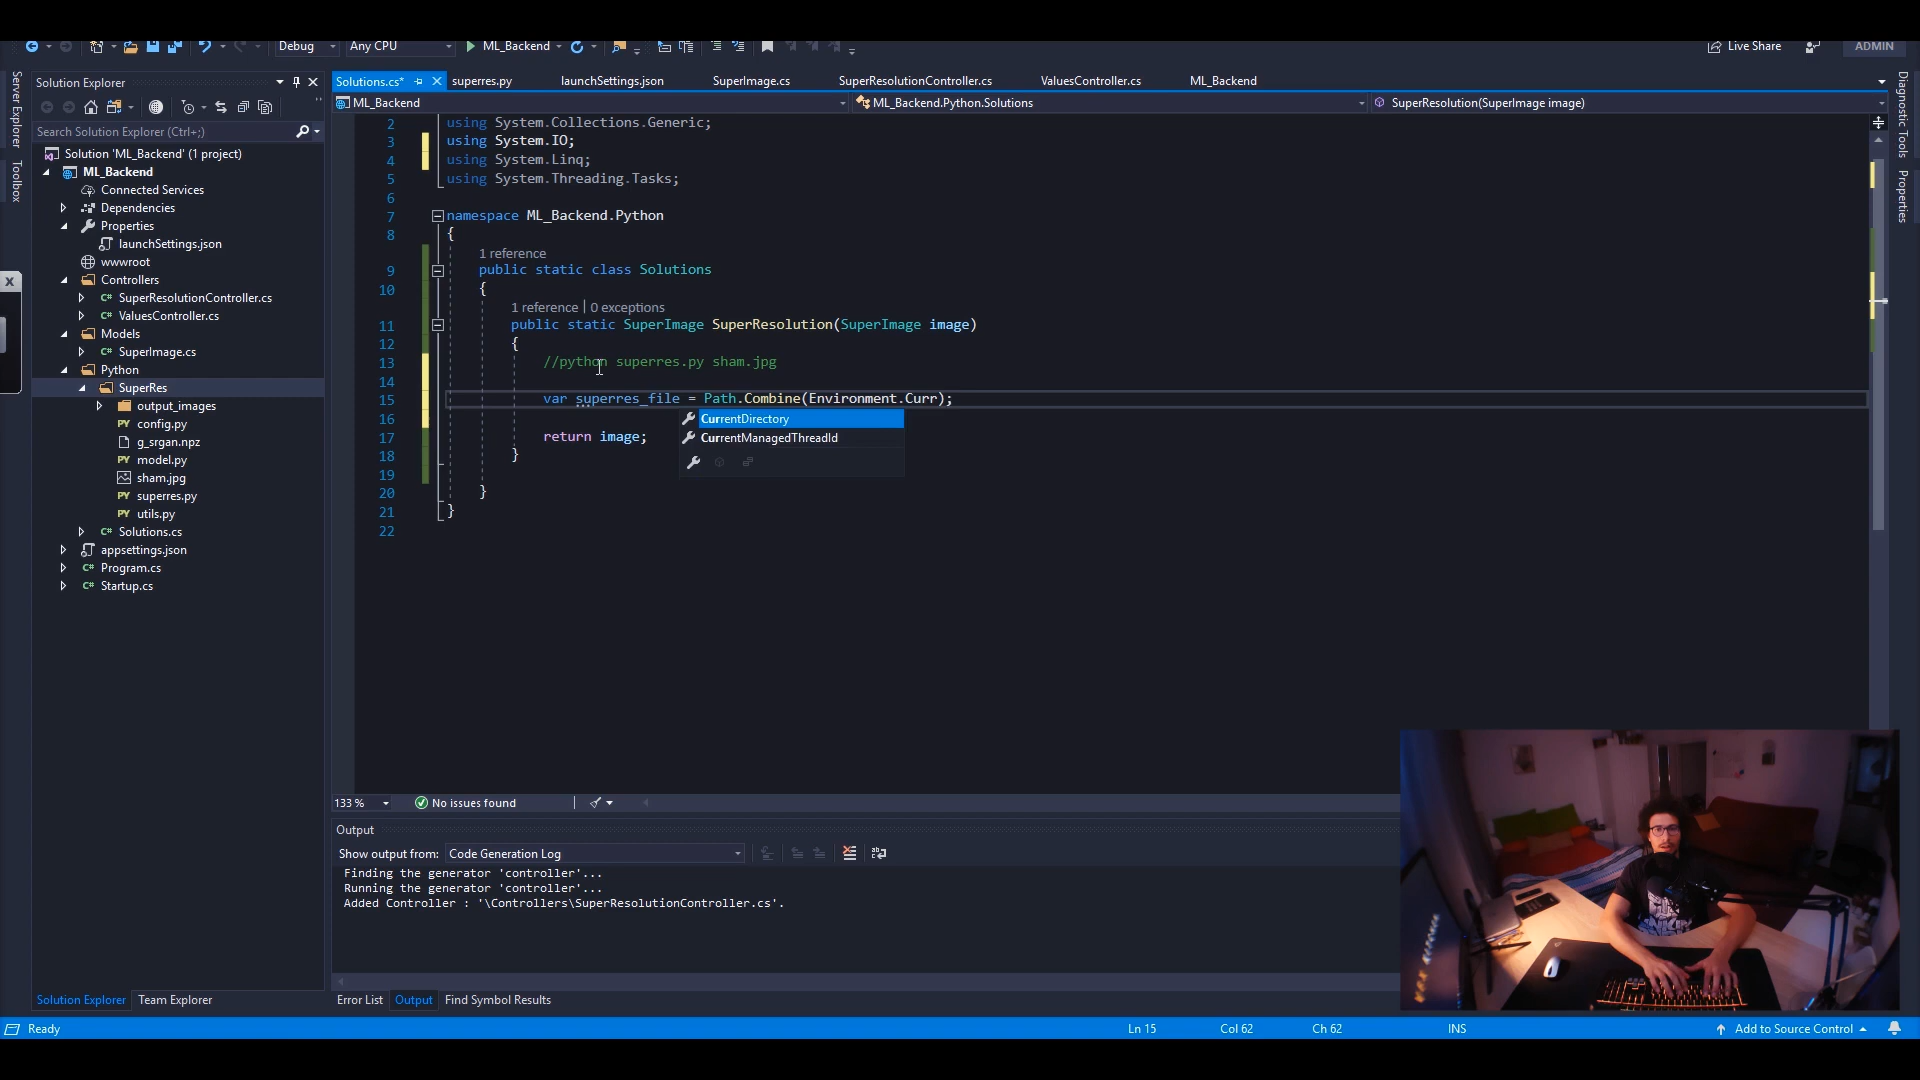 Debug
Any CPU
ML_Backend
Live Share
ADMIN
Server Explorer
Toolbox
Solution Explorer
Search Solution Explorer (Ctrl+;)
Solution 'ML_Backend' (1 project)
ML_Backend
Connected Services
Dependencies
Properties
launchSettings.json
wwwroot
Controllers
SuperResolutionController.cs
ValuesController.cs
Models
SuperImage.cs
Python
SuperRes
output_images
config.py
g_srgan.npz
model.py
sham.jpg
superres.py
utils.py
Solutions.cs
appsettings.json
Program.cs
Startup.cs
Solution Explorer
Team Explorer
Solutions.cs*
superres.py
launchSettings.json
SuperImage.cs
SuperResolutionController.cs
ValuesController.cs
ML_Backend
ML_Backend
ML_Backend.Python.Solutions
SuperResolution(SuperImage image)
2 using System.Collections.Generic;
3 using System.IO;
4 using System.Linq;
5 using System.Threading.Tasks;
6
7 namespace ML_Backend.Python
8 {
1 reference
9 public static class Solutions
10 {
1 reference | 0 exceptions
11 public static SuperImage SuperResolution(SuperImage image)
12 {
13 //python superres.py sham.jpg
14
15 var superres_file = Path.Combine(Environment.Curr);
CurrentDirectory
16
CurrentManagedThreadId
17 return image;
18 }
19
20 }
21 }
22
133 %
No issues found
Output
Show output from: Code Generation Log
Finding the generator 'controller'...
Running the generator 'controller'...
Added Controller : '\Controllers\SuperResolutionController.cs'.
Error List
Output
Find Symbol Results
Diagnostic Tools
Properties
Ready
Ln 15
Col 62
Ch 62
INS
Add to Source Control